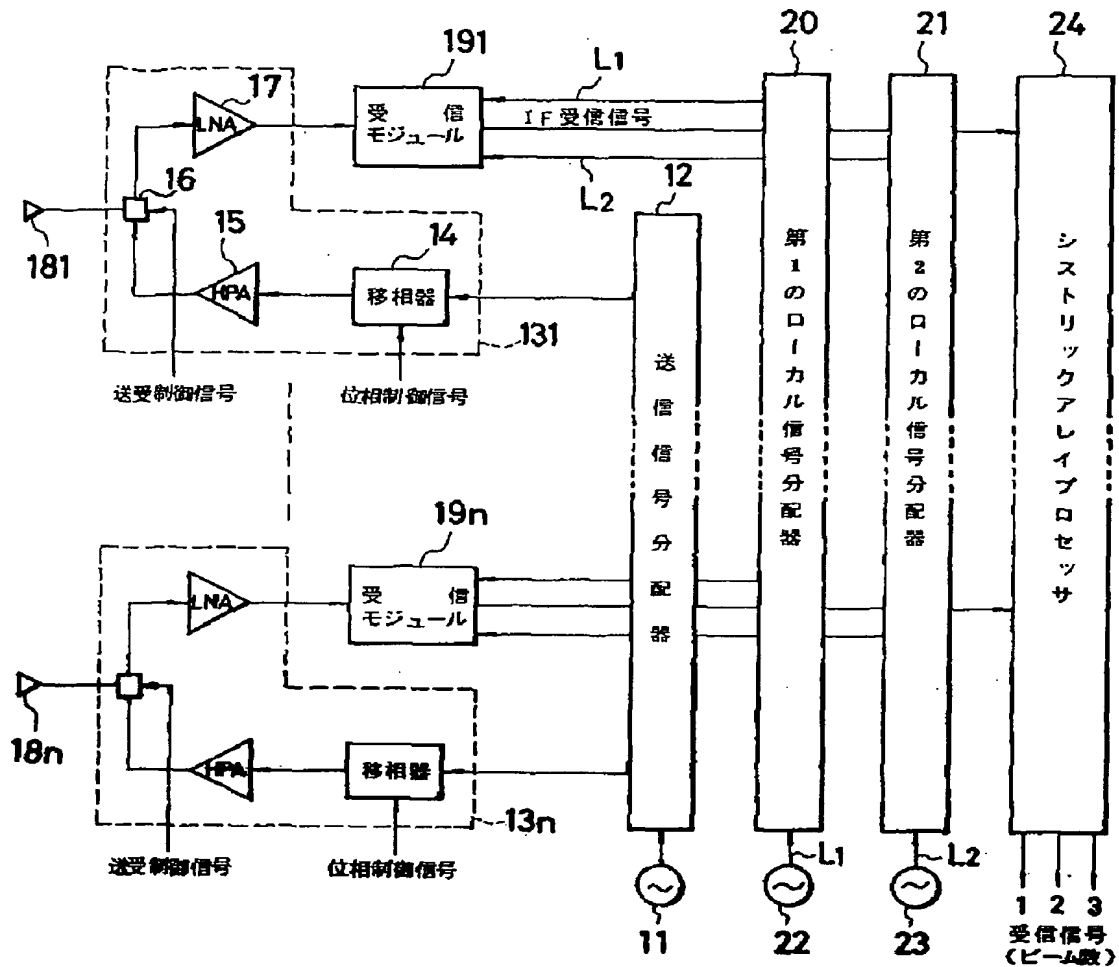 20
21
24
191
17
L1
LNA
受信
モジュール
IF受信信号
16
L2
12
181
15
14
HPA
移相器
131
送受制御信号
位相制御信号
送信信号分配器
第1のローカル信号分配器
第2のローカル信号分配器
シストリックアレイプロセッサ
19n
LNA
受信
モジュール
18n
HPA
移相器
13n
送受制御信号
位相制御信号
L1
L2
11
22
23
1 2 3
受信信号
(ビーム数)